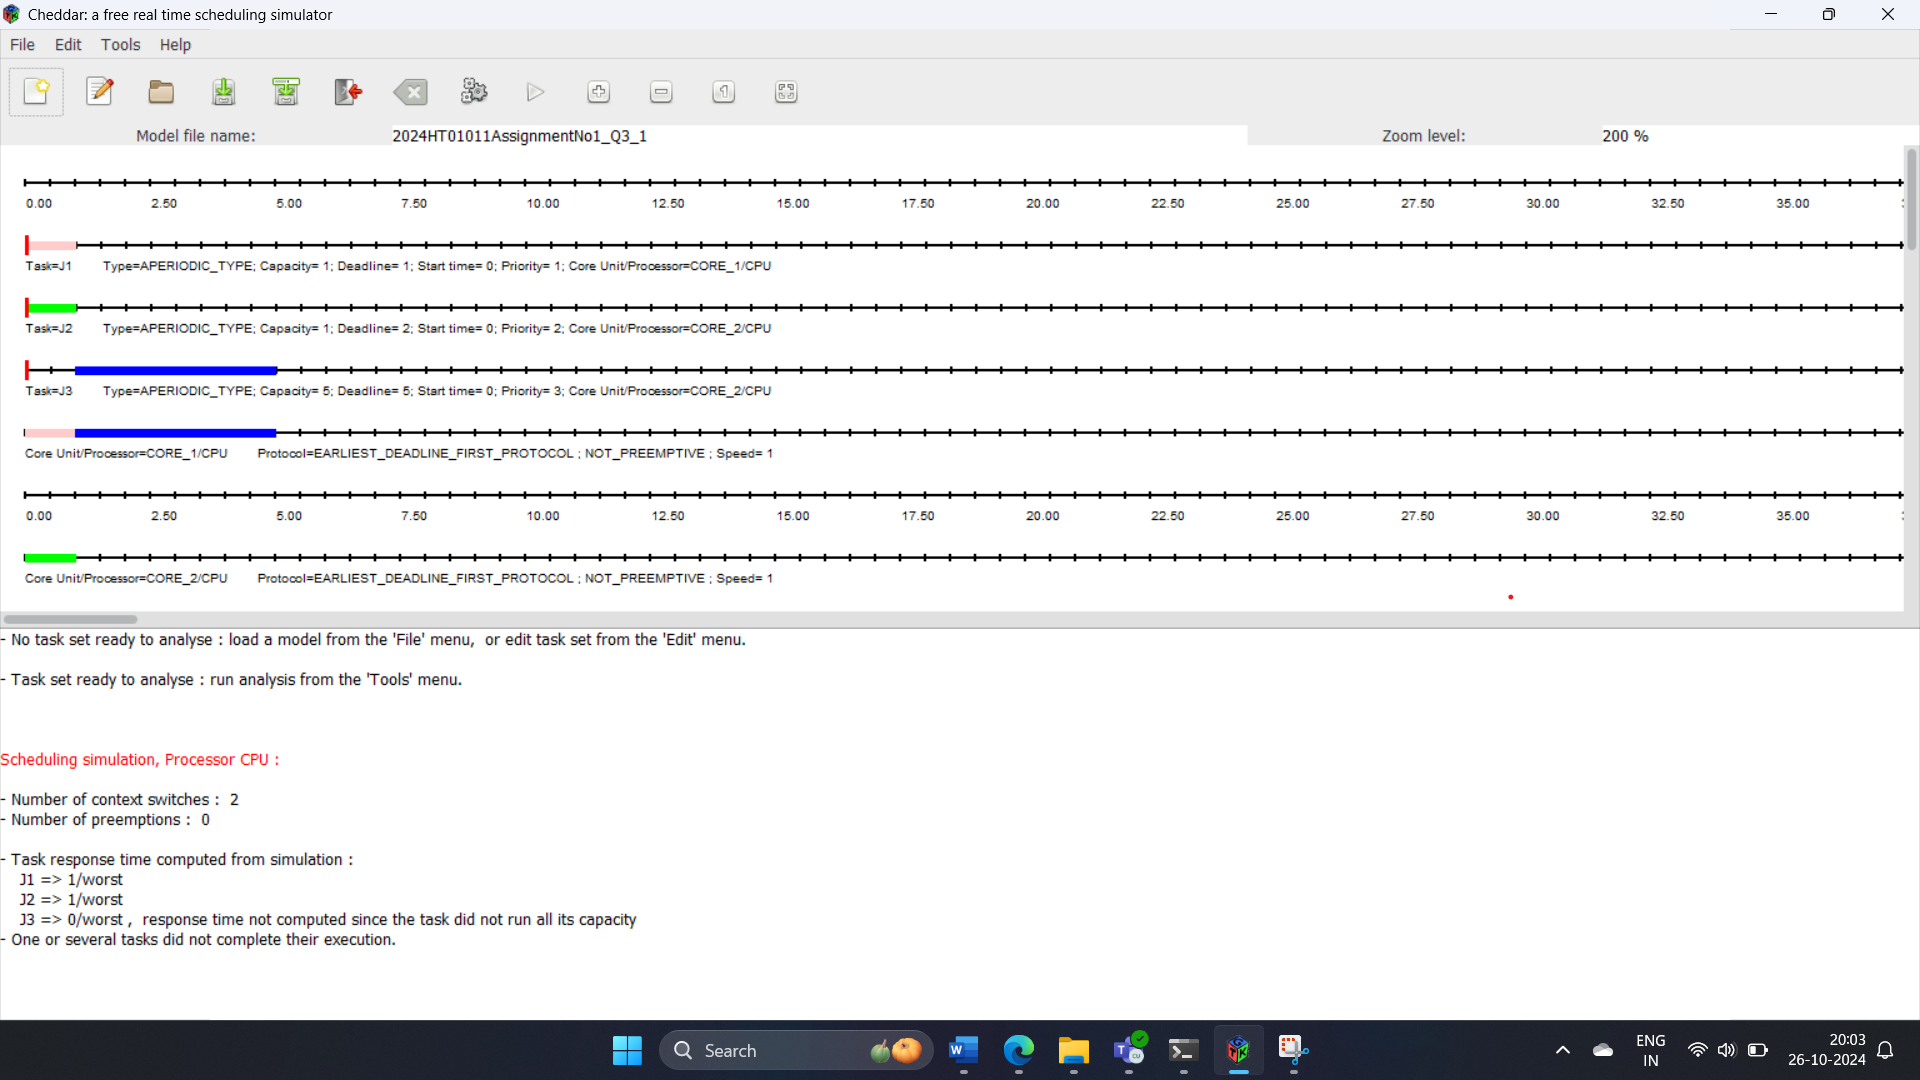 Cheddar: a free real time scheduling simulator
File Edit Tools Help
Model file name: 2024HT01011AssignmentNo1_Q3_1 Zoom level: 200 %
0.00 2.50 5.00 7.50 10.00 12.50 15.00 17.50 20.00 22.50 25.00 27.50 30.00 32.50 35.00
Task=J1 Type=APERIODIC_TYPE; Capacity= 1; Deadline= 1; Start time= 0; Priority= 1; Core Unit/Processor=CORE_1/CPU
Task=J2 Type=APERIODIC_TYPE; Capacity= 1; Deadline= 2; Start time= 0; Priority= 2; Core Unit/Processor=CORE_2/CPU
Task=J3 Type=APERIODIC_TYPE; Capacity= 5; Deadline= 5; Start time= 0; Priority= 3; Core Unit/Processor=CORE_2/CPU
Core Unit/Processor=CORE_1/CPU Protocol=EARLIEST_DEADLINE_FIRST_PROTOCOL ; NOT_PREEMPTIVE ; Speed= 1
0.00 2.50 5.00 7.50 10.00 12.50 15.00 17.50 20.00 22.50 25.00 27.50 30.00 32.50 35.00
Core Unit/Processor=CORE_2/CPU Protocol=EARLIEST_DEADLINE_FIRST_PROTOCOL ; NOT_PREEMPTIVE ; Speed= 1
- No task set ready to analyse : load a model from the 'File' menu, or edit task set from the 'Edit' menu.
- Task set ready to analyse : run analysis from the 'Tools' menu.
Scheduling simulation, Processor CPU :
- Number of context switches : 2
- Number of preemptions : 0
- Task response time computed from simulation :
J1 => 1/worst
J2 => 1/worst
J3 => 0/worst , response time not computed since the task did not run all its capacity
- One or several tasks did not complete their execution.
Search
ENG
IN
20:03
26-10-2024